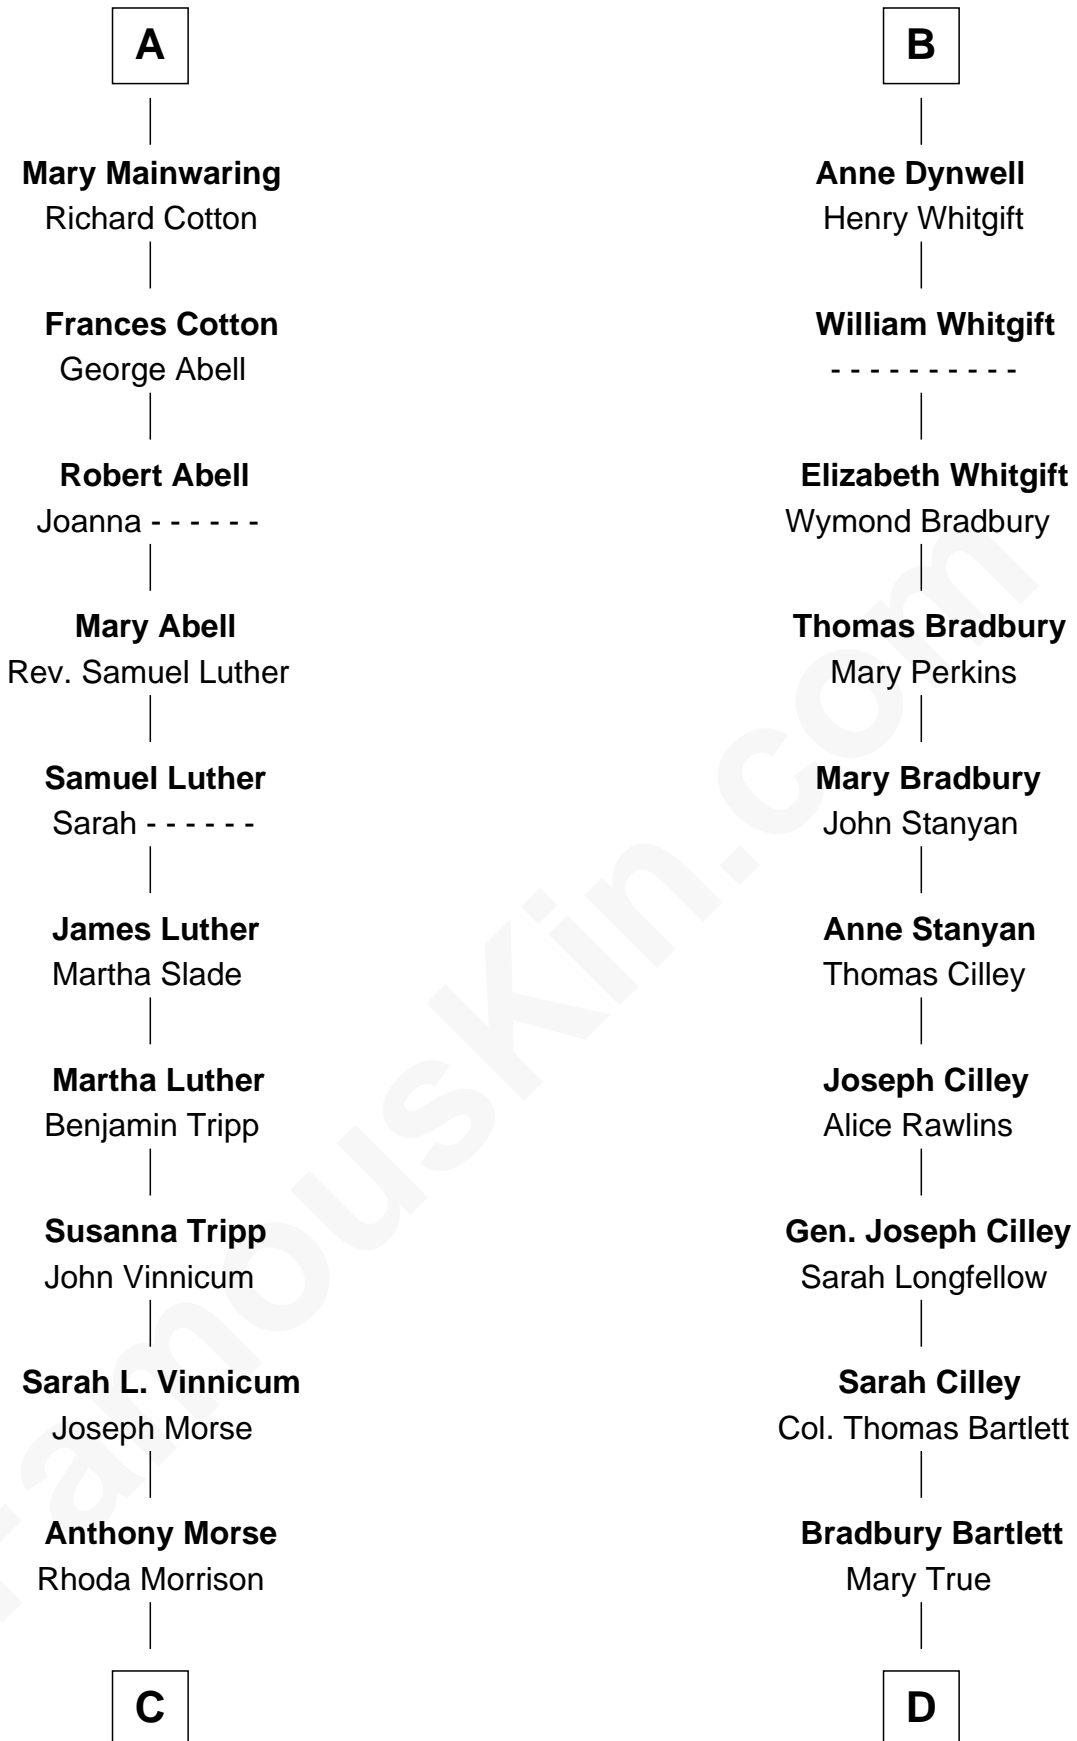 A
Mary Mainwaring
Richard Cotton
Frances Cotton
George Abell
Robert Abell
Joanna - - - - - -
Mary Abell
Rev. Samuel Luther
Samuel Luther
Sarah - - - - - -
James Luther
Martha Slade
Martha Luther
Benjamin Tripp
Susanna Tripp
John Vinnicum
Sarah L. Vinnicum
Joseph Morse
Anthony Morse
Rhoda Morrison
C
B
Anne Dynwell
Henry Whitgift
William Whitgift
- - - - - - - - - -
Elizabeth Whitgift
Wymond Bradbury
Thomas Bradbury
Mary Perkins
Mary Bradbury
John Stanyan
Anne Stanyan
Thomas Cilley
Joseph Cilley
Alice Rawlins
Gen. Joseph Cilley
Sarah Longfellow
Sarah Cilley
Col. Thomas Bartlett
Bradbury Bartlett
Mary True
D
FamousKin.com